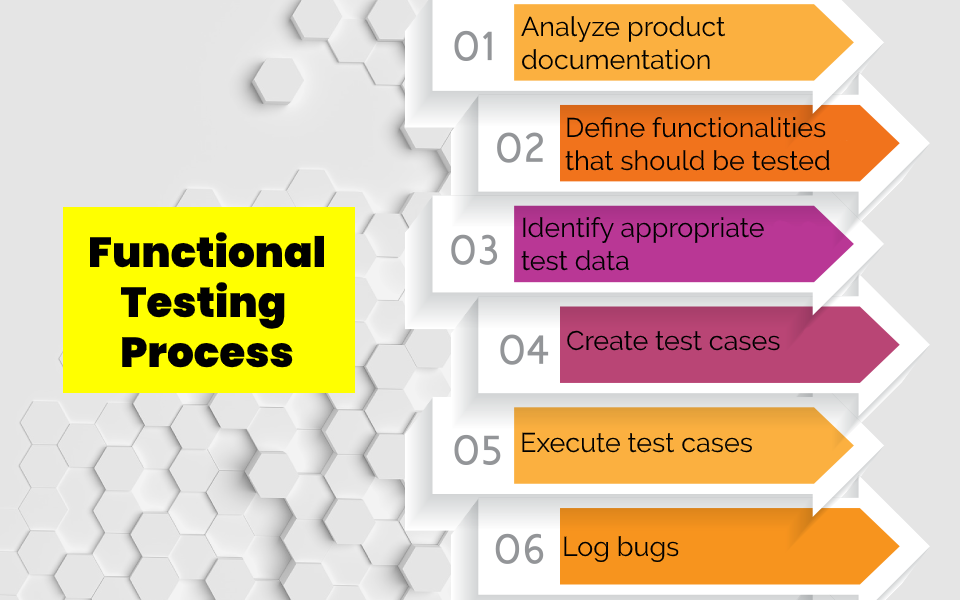 Functional
Testing
Process
01
Analyze product
documentation
02
Define functionalities
that should be tested
03
Identify appropriate
test data
04
Create test cases
05
Execute test cases
06
Log bugs